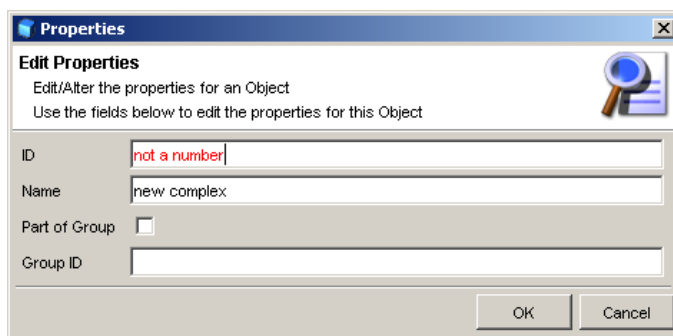 Properties
Edit Properties
Edit/Alter the properties for an Object
Use the fields below to edit the properties for this Object
ID not a number
Name new complex
Part of Group
Group ID
OK Cancel